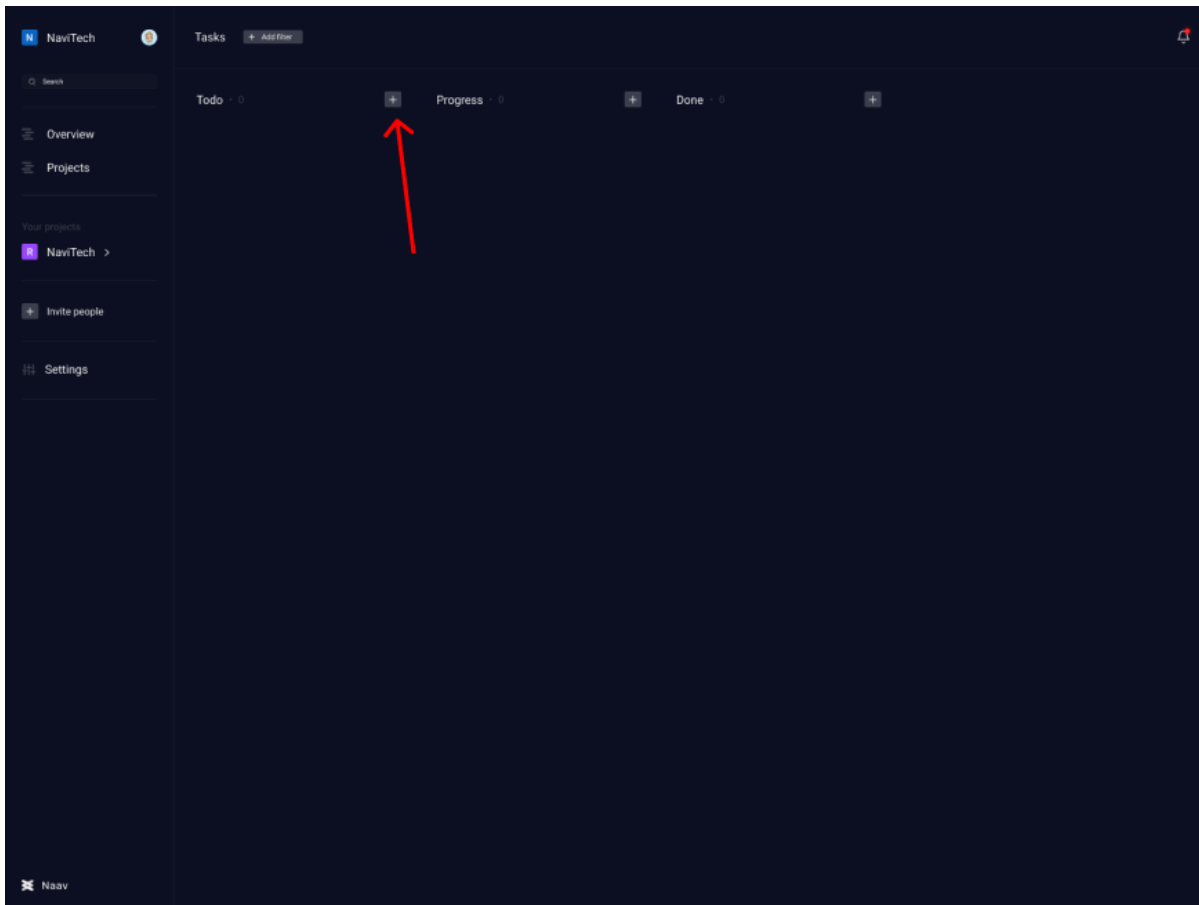 N NaviTech
Tasks + Add filter
Search
Todo · 0 +
Progress · 0 +
Done · 0 +
Overview
Projects
Your projects
R NaviTech >
+ Invite people
Settings
Naav